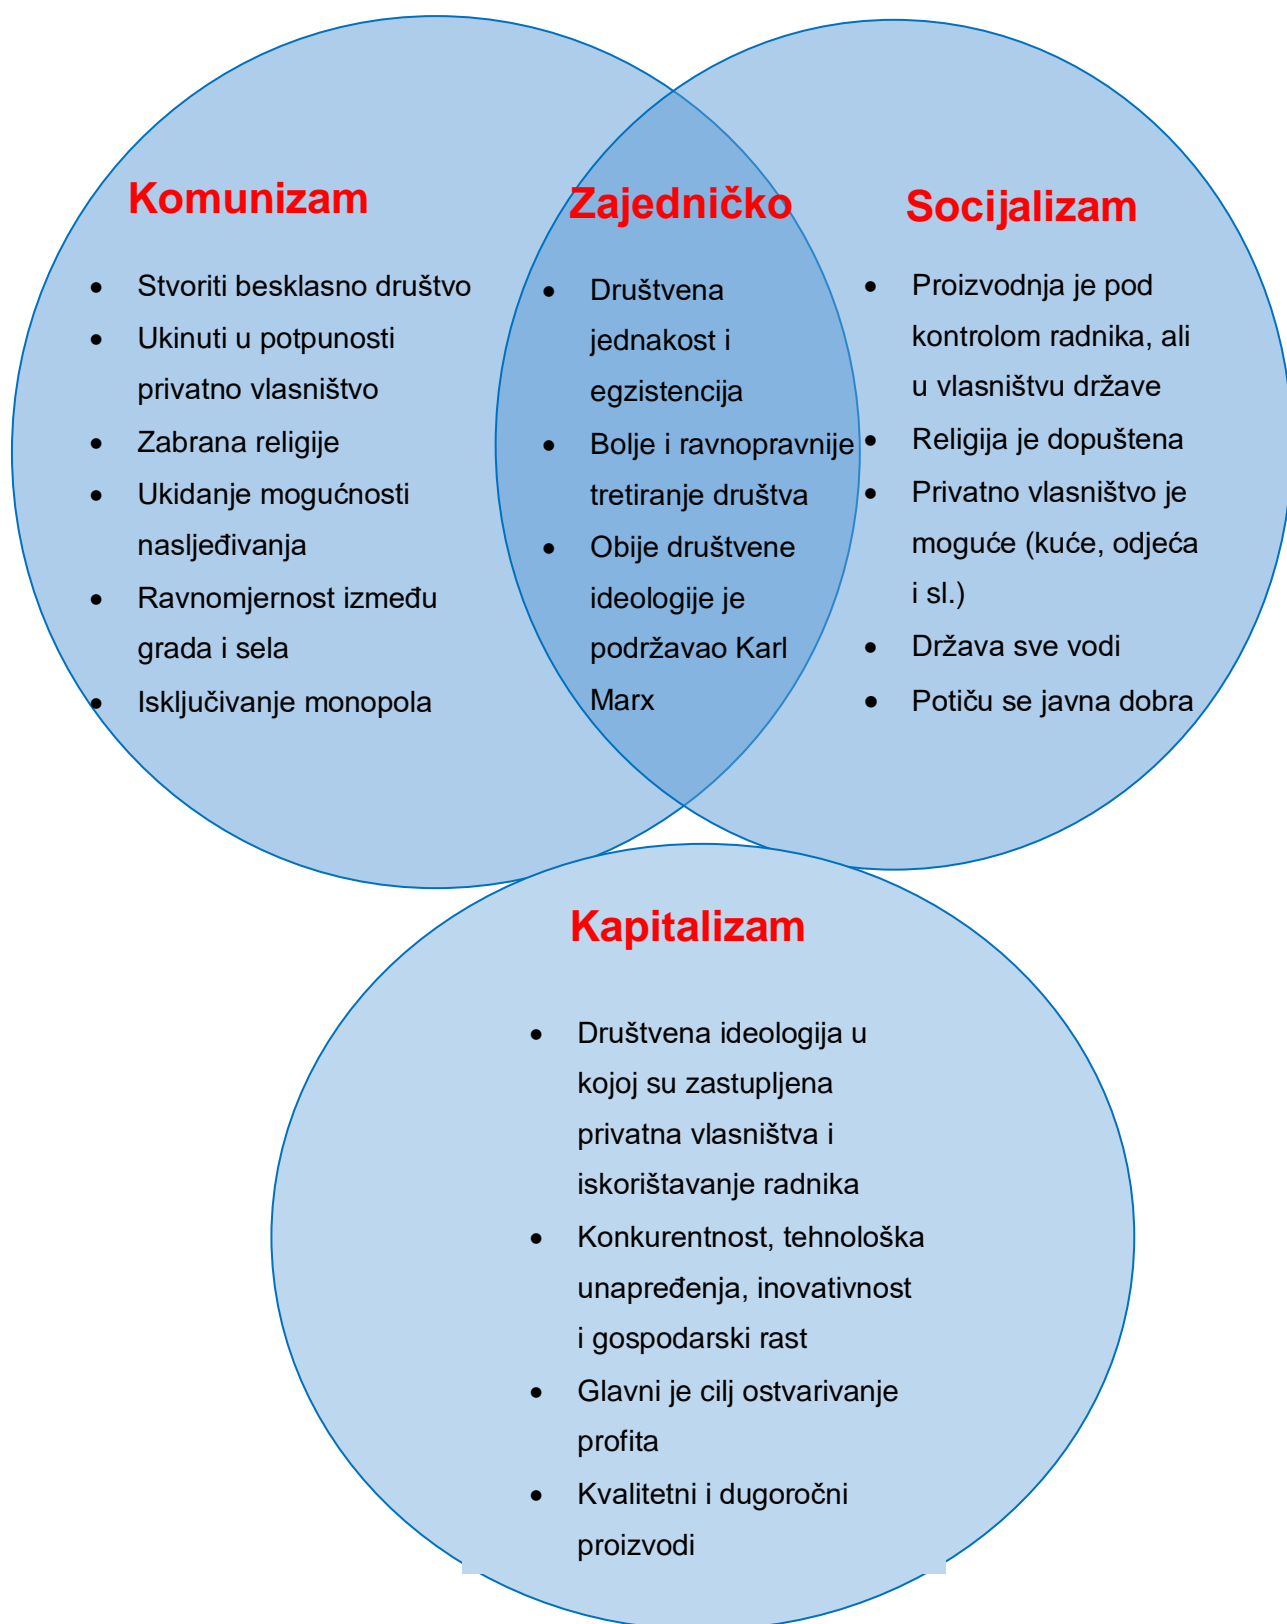 Komunizam
• Stvoriti besklasno društvo
• Ukinuti u potpunosti
privatno vlasništvo
• Zabrana religije
• Ukidanje mogućnosti
nasljeđivanja
• Ravnomjernost između
grada i sela
• Isključivanje monopola
Zajedničko
• Društvena
jednakost i
egzistencija
• Bolje i ravnopravnije
tretiranje društva
• Obije društvene
ideologije je
podržavao Karl
Marx
Socijalizam
• Proizvodnja je pod
kontrolom radnika, ali
u vlasništvu države
• Religija je dopuštena
• Privatno vlasništvo je
moguće (kuće, odjeća
i sl.)
• Država sve vodi
• Potiču se javna dobra
Kapitalizam
• Društvena ideologija u
kojoj su zastupljena
privatna vlasništva i
iskorištavanje radnika
• Konkurentnost, tehnološka
unapređenja, inovativnost
i gospodarski rast
• Glavni je cilj ostvarivanje
profita
• Kvalitetni i dugoročni
proizvodi